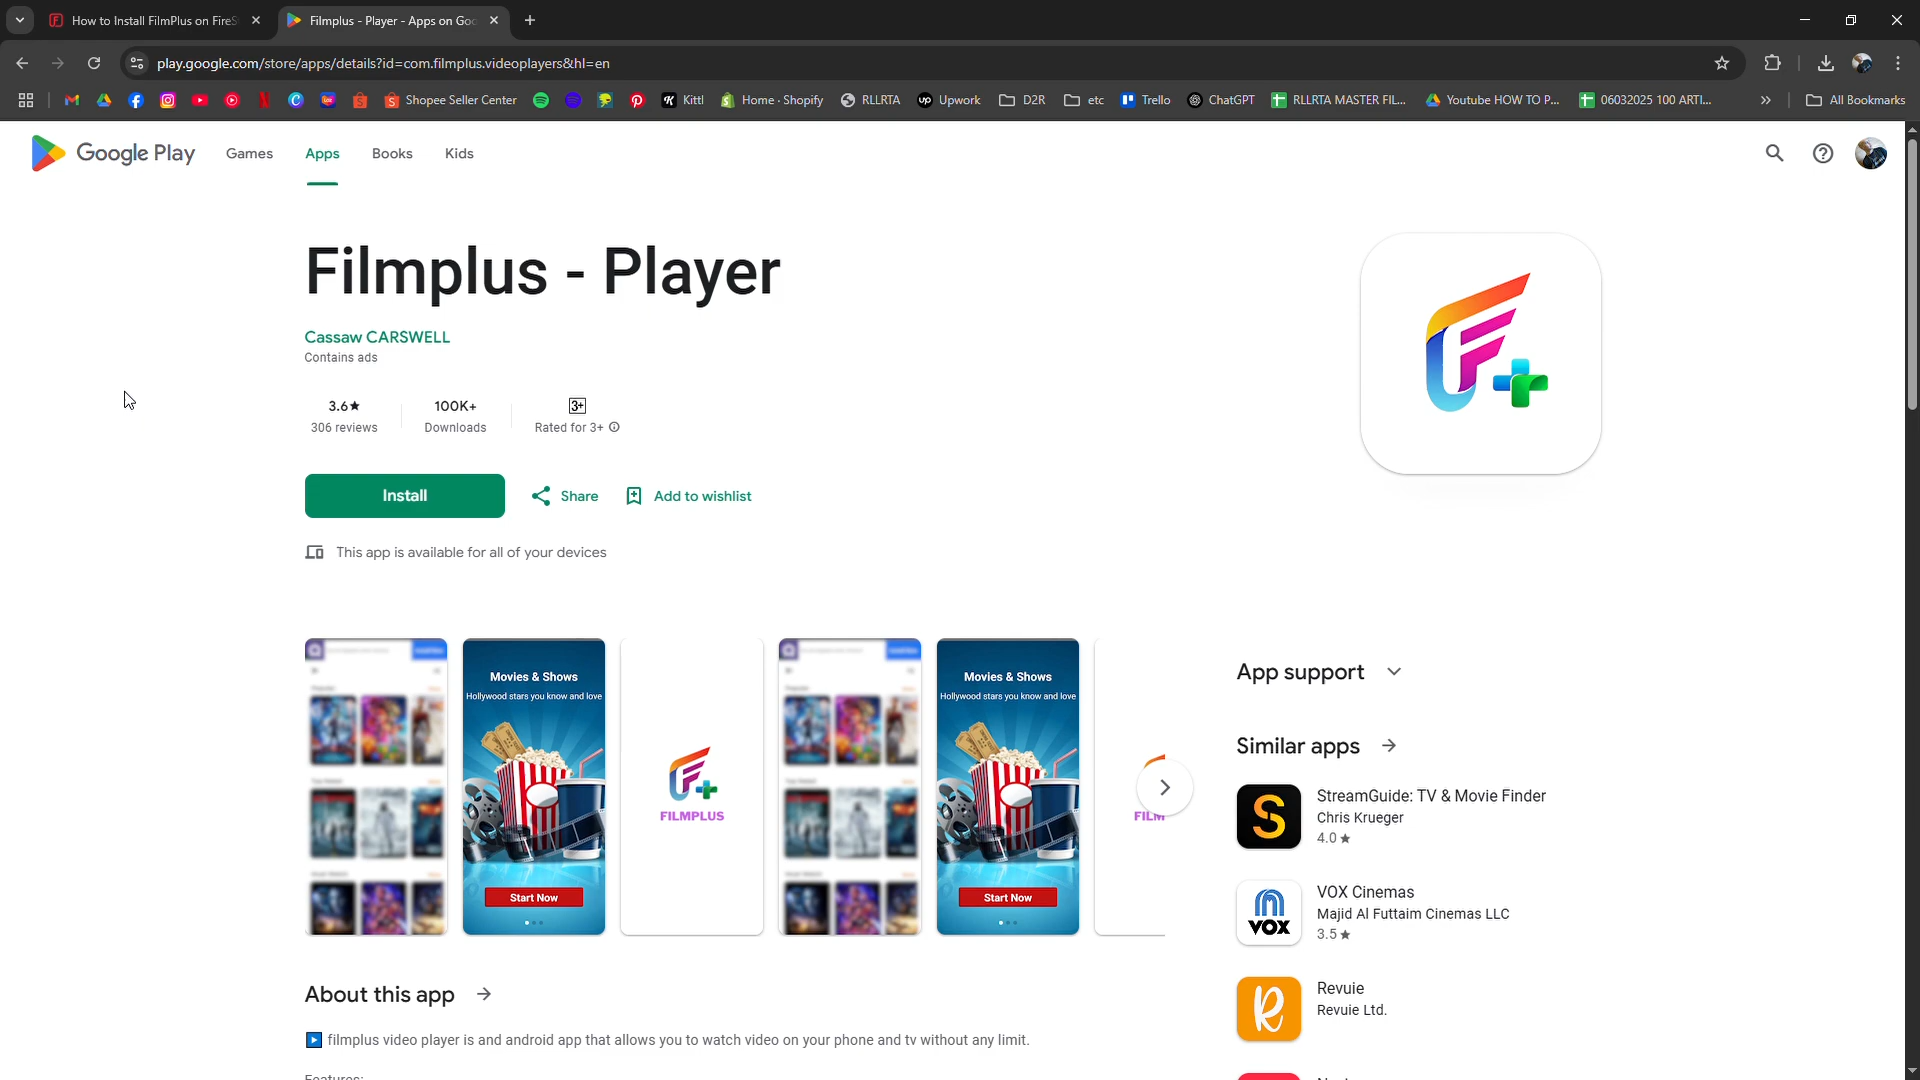 How to Install FilmPlus on FireS
Filmplus - Player - Apps on Goo
play.google.com/store/apps/details?id=com.filmplus.videoplayers&hl=en
Shopee Seller Center
Kittl
Home · Shopify
RLLRTA
Upwork
D2R
etc
Trello
ChatGPT
RLLRTA MASTER FIL...
Youtube HOW TO P...
06032025 100 ARTI...
All Bookmarks
Google Play
Games
Apps
Books
Kids
Filmplus - Player
Cassaw CARSWELL
Contains ads
3.6★
306 reviews
100K+
Downloads
3+
Rated for 3+
Install
Share
Add to wishlist
This app is available for all of your devices
Movies & Shows
Hollywood stars you know and love
Start Now
FILMPLUS
Movies & Shows
Hollywood stars you know and love
Start Now
FILM
App support
Similar apps
StreamGuide: TV & Movie Finder
Chris Krueger
4.0★
VOX
VOX Cinemas
Majid Al Futtaim Cinemas LLC
3.5★
Revuie
Revuie Ltd.
About this app
filmplus video player is and android app that allows you to watch video on your phone and tv without any limit.
Features: